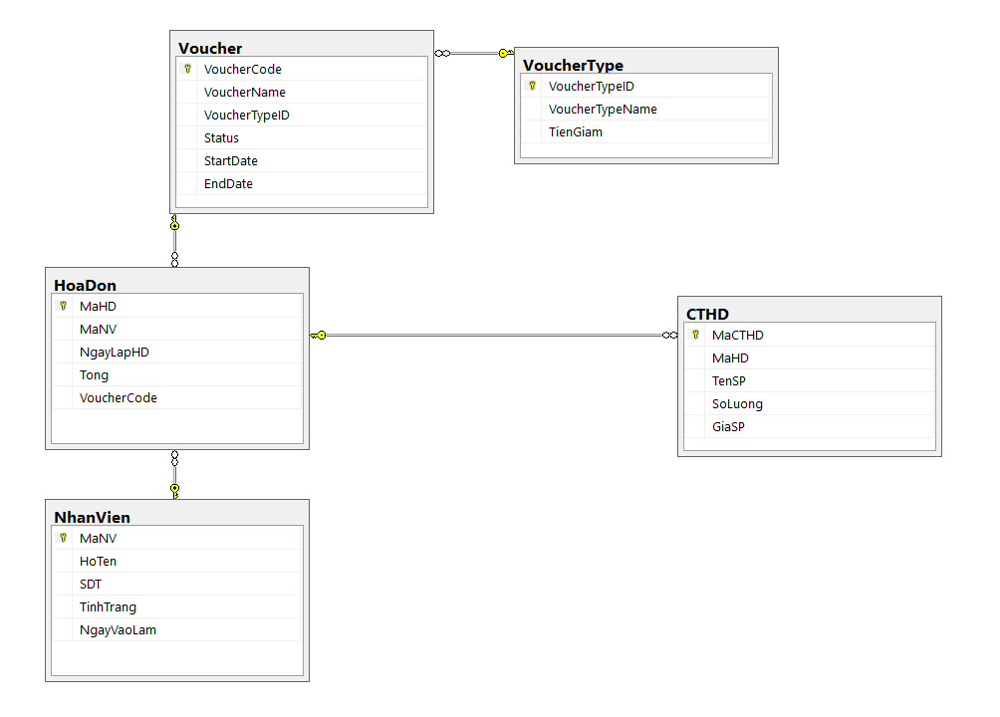 Voucher
VoucherCode
VoucherName
VoucherTypeID
Status
StartDate
EndDate
VoucherType
VoucherTypeID
VoucherTypeName
TienGiam
HoaDon
MaHD
MaNV
NgayLapHD
Tong
VoucherCode
CTHD
MaCTHD
MaHD
TenSP
SoLuong
GiaSP
NhanVien
MaNV
HoTen
SDT
TinhTrang
NgayVaoLam